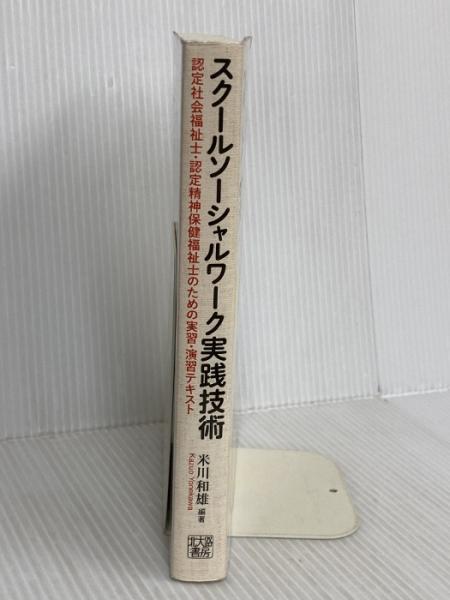 スクールソーシャルワーク実践技術
認定社会福祉士・認定精神保健福祉士のための実習・演習テキスト
米川和雄 編著
Kazuo Yonekawa
北大路
書房